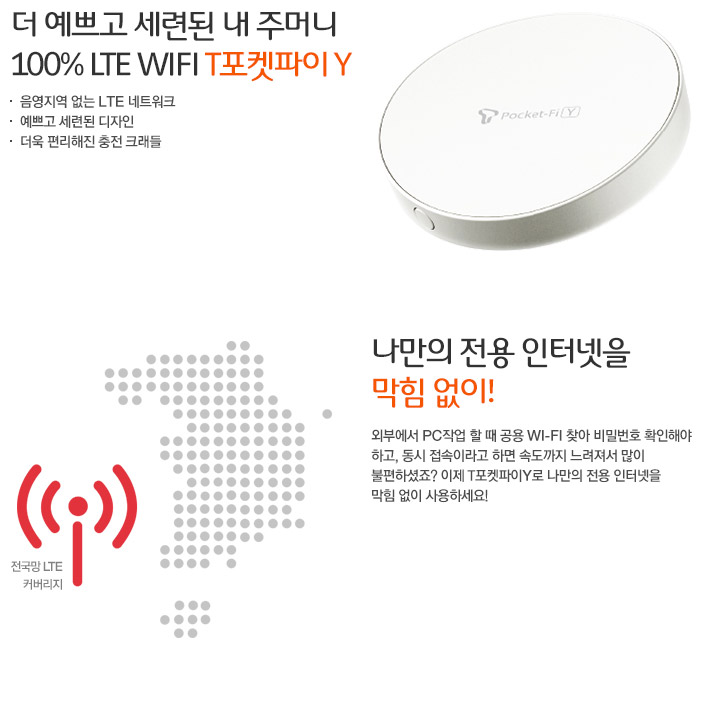 더 예쁘고 세련된 내 주머니
100% LTE WIFI T포켓파이 Y
· 음영지역 없는 LTE 네트워크
· 예쁘고 세련된 디자인
· 더욱 편리해진 충전 크래들
Pocket-Fi Y
나만의 전용 인터넷을
막힘 없이!
외부에서 PC작업 할 때 공용 WI-FI 찾아 비밀번호 확인해야
하고, 동시 접속이라고 하면 속도까지 느려져서 많이
불편하셨죠? 이제 T포켓파이Y로 나만의 전용 인터넷을
막힘 없이 사용하세요!
전국망 LTE
커버리지